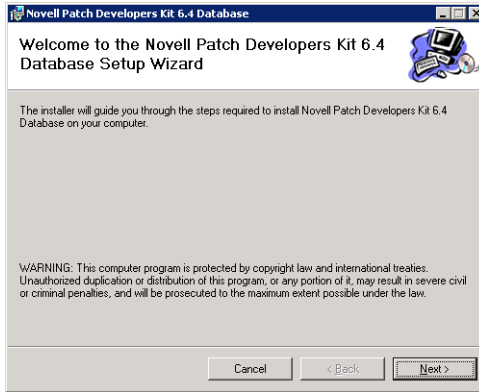 Novell Patch Developers Kit 6.4 Database
Welcome to the Novell Patch Developers Kit 6.4
Database Setup Wizard
The installer will guide you through the steps required to install Novell Patch Developers Kit 6.4
Database on your computer.
WARNING: This computer program is protected by copyright law and international treaties.
Unauthorized duplication or distribution of this program, or any portion of it, may result in severe civil
or criminal penalties, and will be prosecuted to the maximum extent possible under the law.
Cancel
< Back
Next >